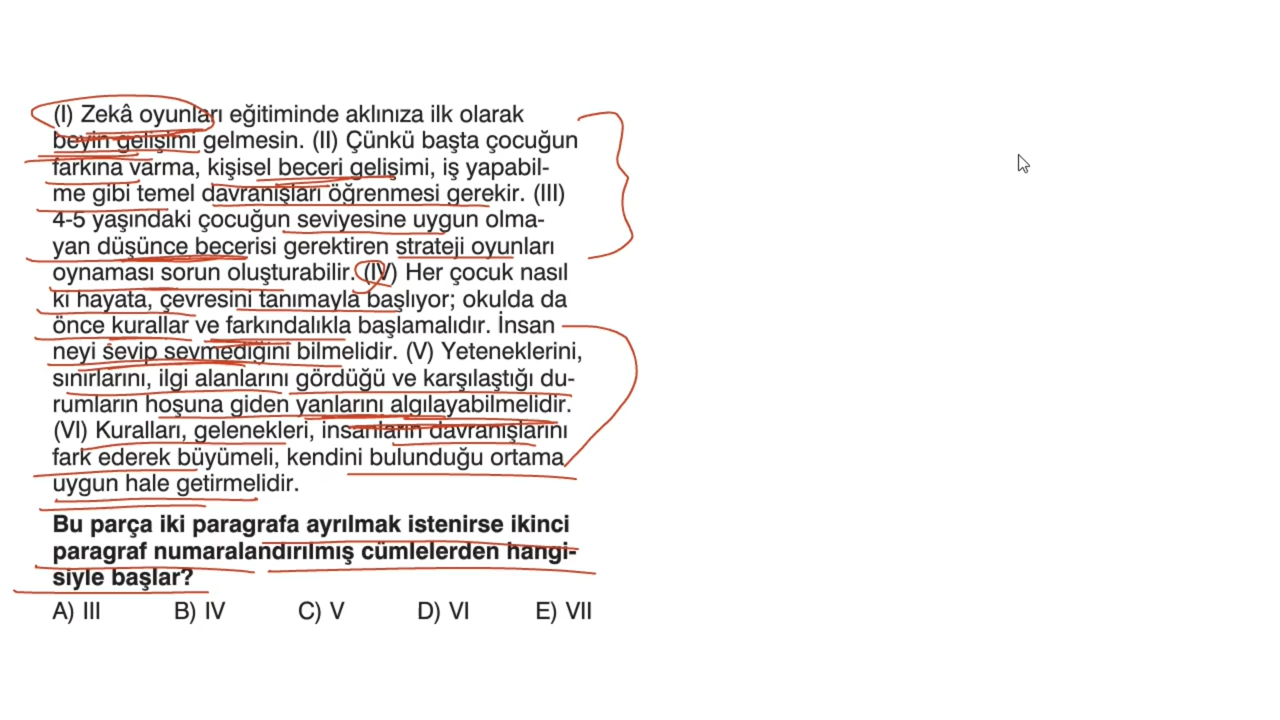 (I) Zekâ oyunları eğitiminde aklınıza ilk olarak
beyin gelişimi gelmesin. (II) Çünkü başta çocuğun
farkına varma, kişisel beceri gelişimi, iş yapabil-
me gibi temel davranışları öğrenmesi gerekir. (III)
4-5 yaşındaki çocuğun seviyesine uygun olma-
yan düşünce becerisi gerektiren strateji oyunları
oynaması sorun oluşturabilir. (IV) Her çocuk nasıl
ki hayata, çevresini tanımayla başlıyor; okulda da
önce kurallar ve farkındalıkla başlamalıdır. İnsan
neyi sevip sevmediğini bilmelidir. (V) Yeteneklerini,
sınırlarını, ilgi alanlarını gördüğü ve karşılaştığı du-
rumların hoşuna giden yanlarını algılayabilmelidir.
(VI) Kuralları, gelenekleri, insanların davranışlarını
fark ederek büyümeli, kendini bulunduğu ortama
uygun hale getirmelidir.
Bu parça iki paragrafa ayrılmak istenirse ikinci
paragraf numaralandırılmış cümlelerden hangi-
siyle başlar?
A) III B) IV C) V D) VI E) VII